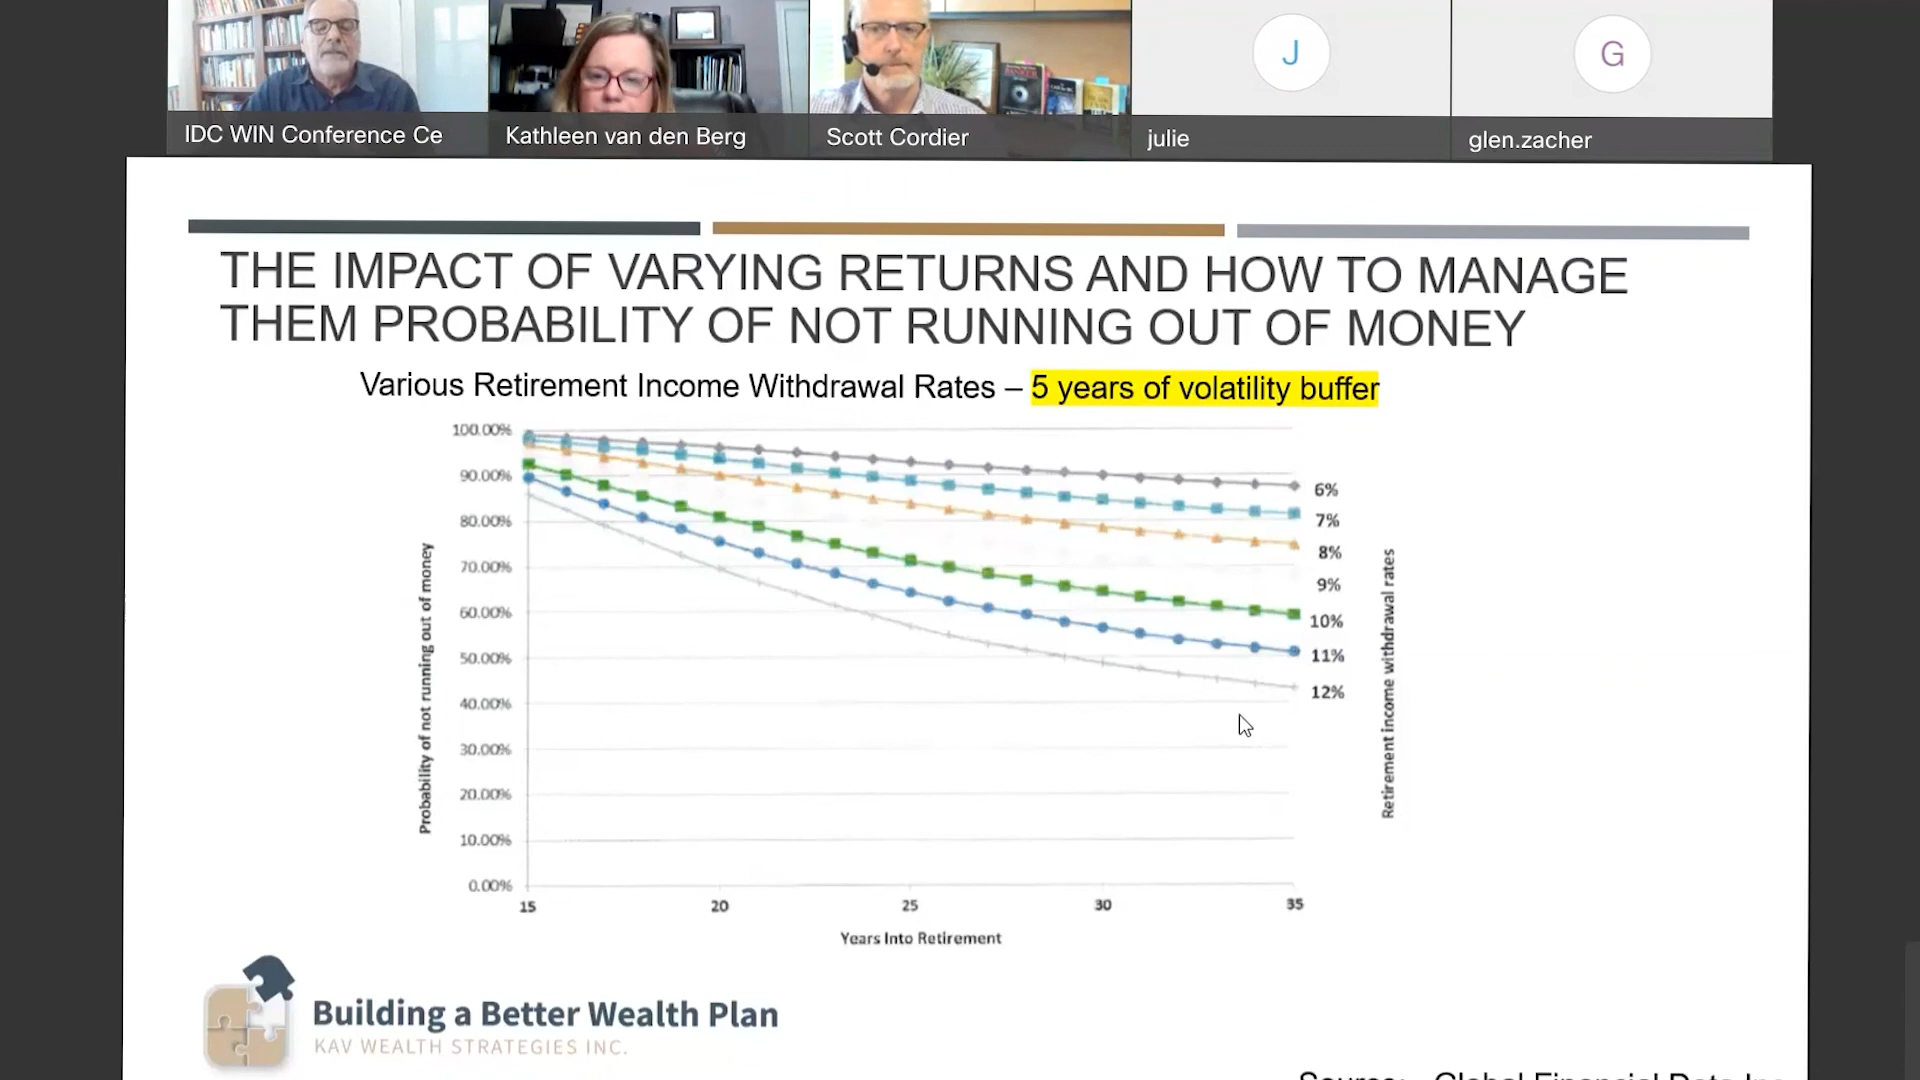 IDC WIN Conference Ce
Kathleen van den Berg
Scott Cordier
J
julie
G
glen.zacher
THE IMPACT OF VARYING RETURNS AND HOW TO MANAGE
THEM PROBABILITY OF NOT RUNNING OUT OF MONEY
Various Retirement Income Withdrawal Rates – 5 years of volatility buffer
100.00%
90.00%
80.00%
70.00%
60.00%
50.00%
40.00%
30.00%
20.00%
10.00%
0.00%
Probability of not running out of money
15
20
25
30
35
Years Into Retirement
6%
7%
8%
9%
10%
11%
12%
Retirement income withdrawal rates
Building a Better Wealth Plan
KAV WEALTH STRATEGIES INC.
Source: Global Financial Data Inc